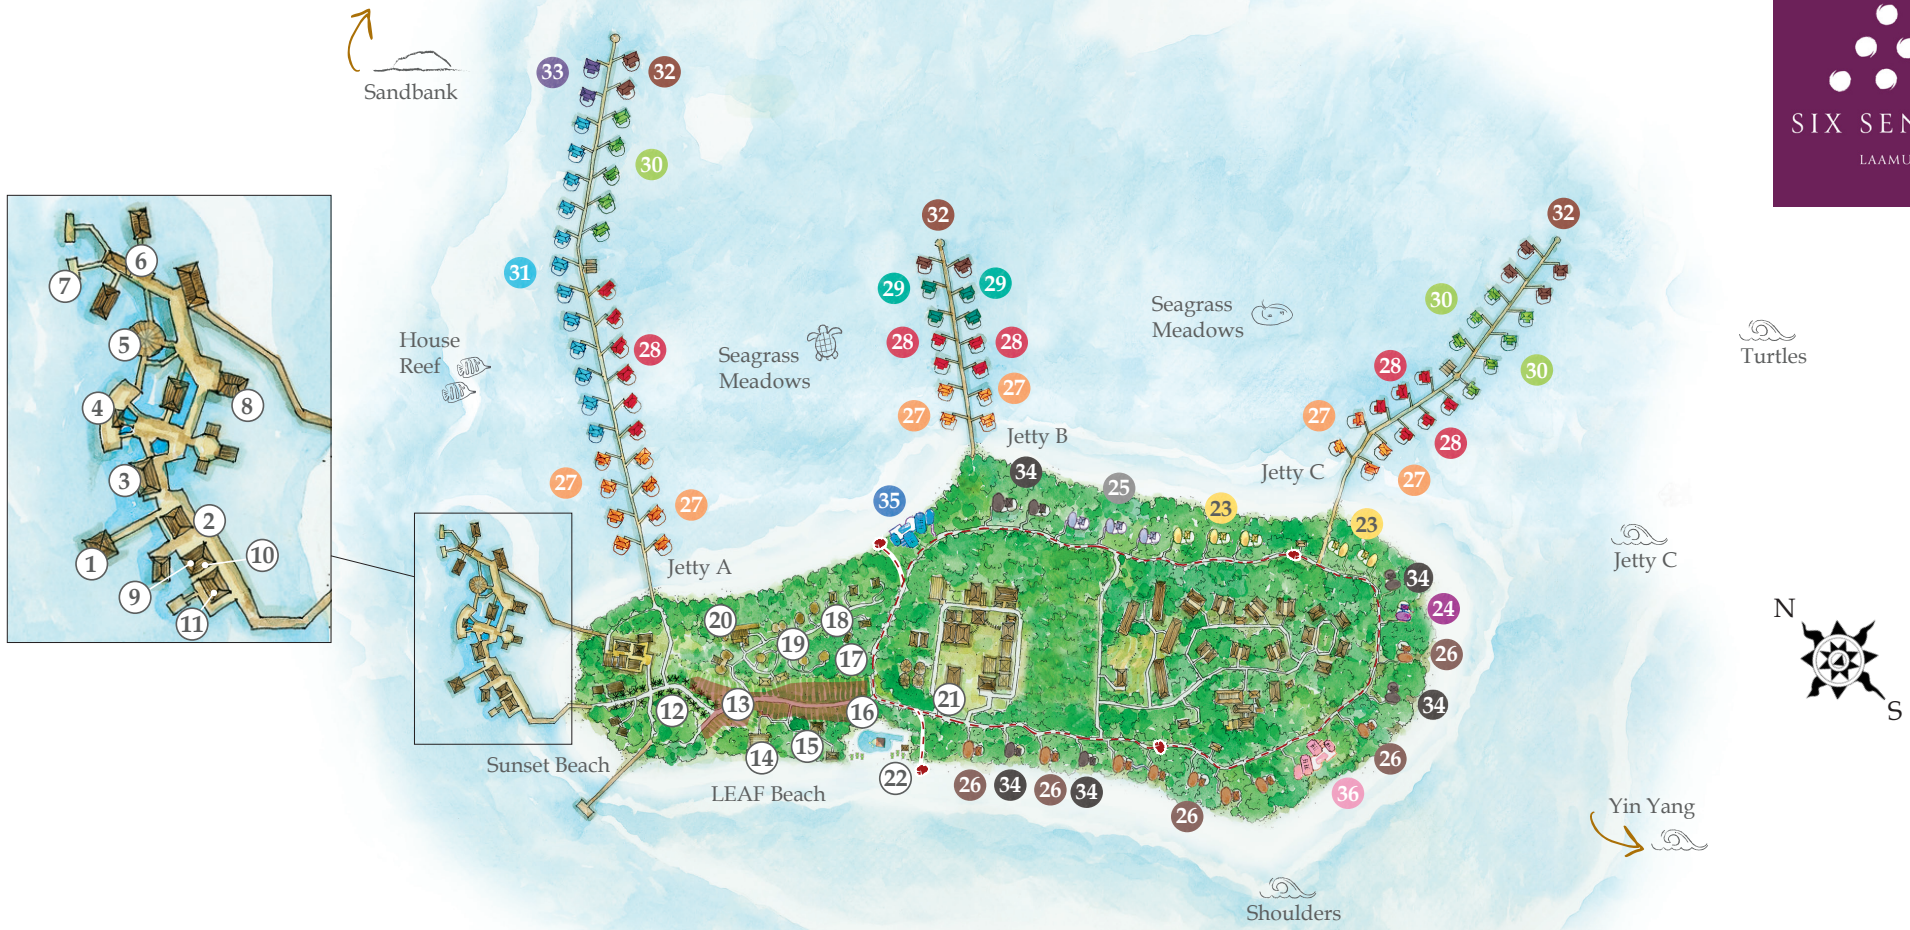 Sandbank
33
32
30
SIX SEN
LAAMU
6
7
5
4
8
3
2
10
1
9
11
31
House
Reef
28
Seagrass
Meadows
27
27
Jetty A
32
29
29
28
28
27
27
Jetty B
Seagrass
Meadows
32
30
30
28
27
28
27
Jetty C
Turtles
Jetty C
N
S
34
25
23
23
35
34
24
26
34
20
19
18
17
12
13
16
21
14
15
22
26
34
26
34
26
36
26
Sunset Beach
LEAF Beach
Yin Yang
Shoulders